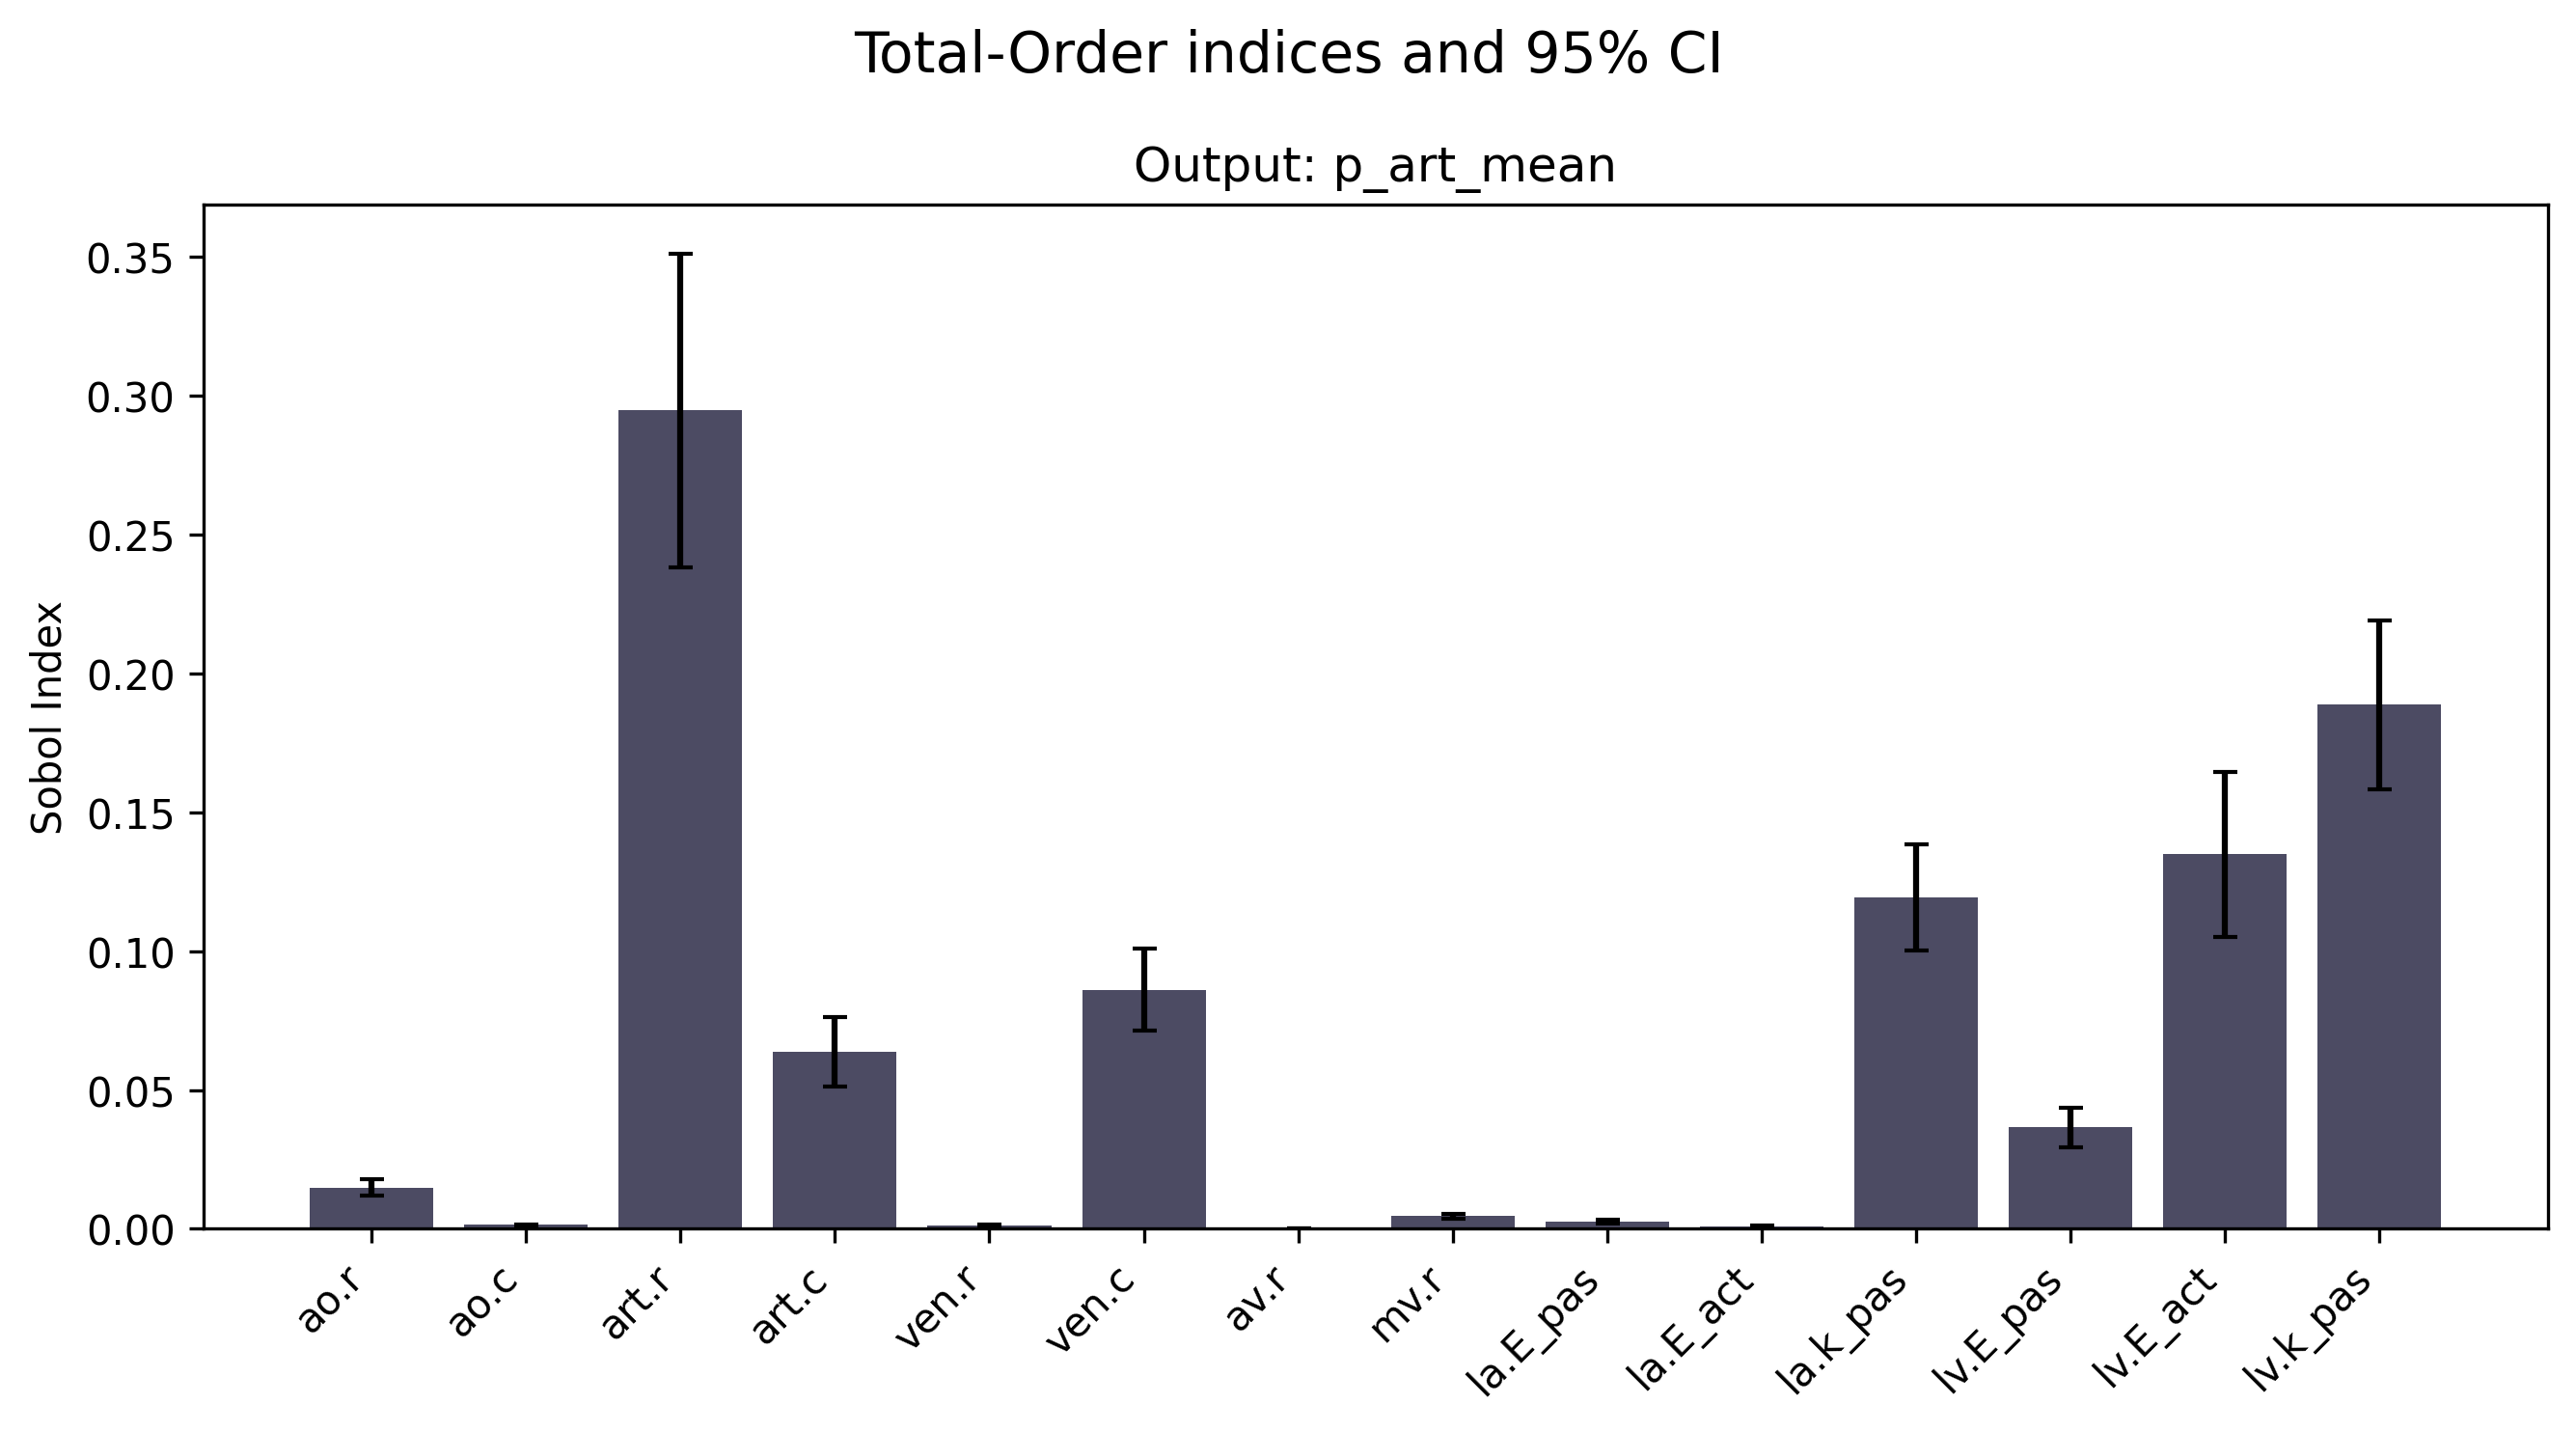 Total-Order indices and 95% CI
Output: p_art_mean
Sobol Index
0.35
0.30
0.25
0.20
0.15
0.10
0.05
0.00
ao.r
ao.c
art.r
art.c
ven.r
ven.c
av.r
mv.r
la.E_pas
la.E_act
la.k_pas
lv.E_pas
lv.E_act
lv.k_pas